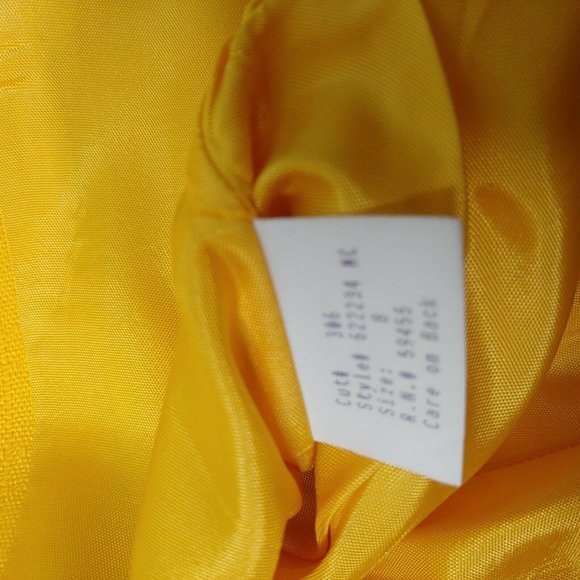 Cut# 306
Style# 622234 MC
Size: 8
R.N.# 59455
Care on Back